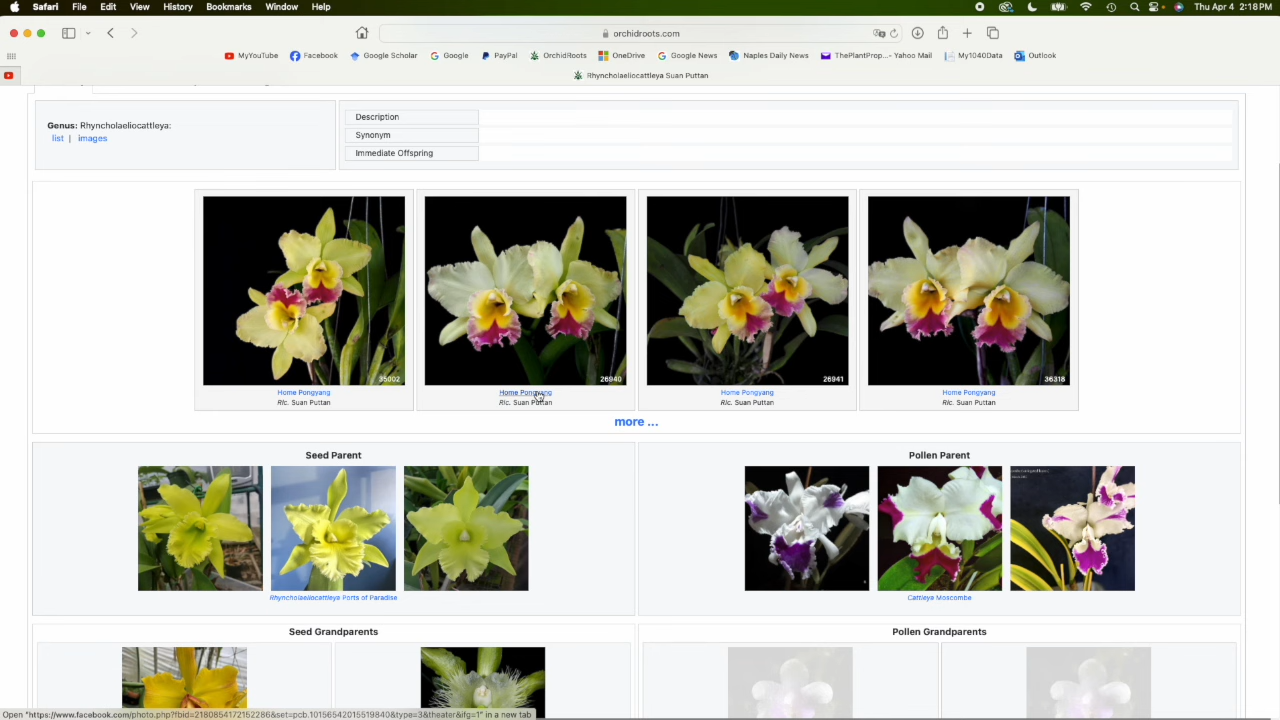 Safari File Edit View History Bookmarks Window Help Thu Apr 4 2:18 PM
orchidroots.com
MyYouTube Facebook Google Scholar Google PayPal OrchidRoots OneDrive Google News Naples Daily News ThePlantProp...- Yahoo Mail My1040Data Outlook
Rhyncholaeliocattleya Suan Puttan
Genus: Rhyncholaeliocattleya:
list | images
Description
Synonym
Immediate Offspring
35002 26940 26941 36318
Home Pongyang Home Pongyang Home Pongyang Home Pongyang
Rlc. Suan Puttan Rlc. Suan Puttan Rlc. Suan Puttan Rlc. Suan Puttan
more ...
Seed Parent
Rhyncholaeliocattleya Ports of Paradise
Pollen Parent
Cattleya Moscombe
Seed Grandparents
Pollen Grandparents
Open "https://www.facebook.com/photo.php?fbid=2180854172152286&set=pcb.10156542015519840&type=3&theater&ifg=1" in a new tab